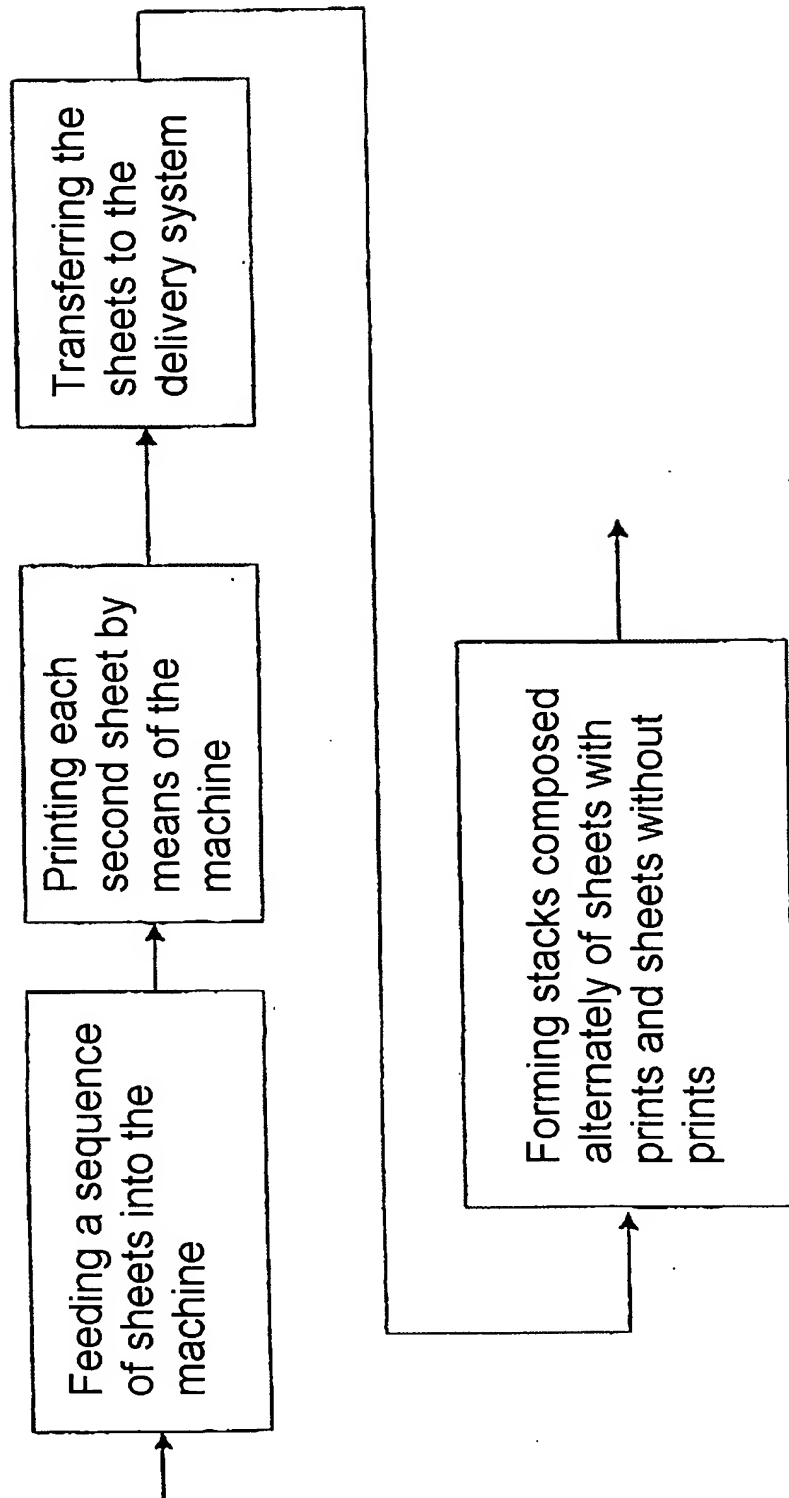 Feeding a sequence
of sheets into the
machine
Printing each
second sheet by
means of the
machine
Transferring the
sheets to the
delivery system
Forming stacks composed
alternately of sheets with
prints and sheets without
prints